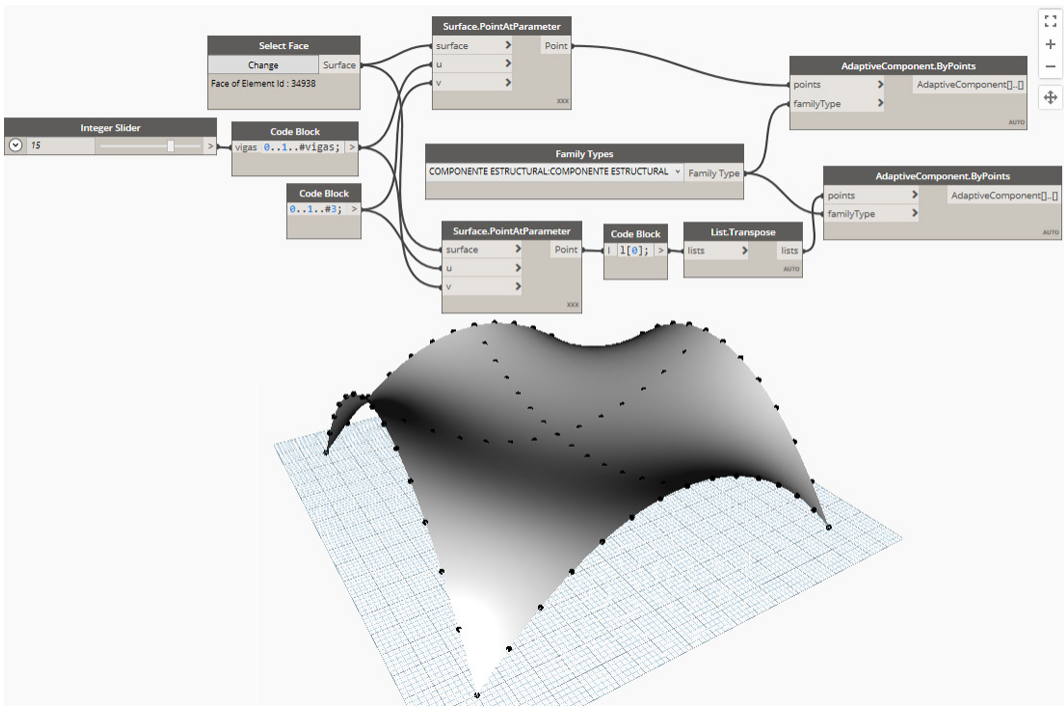 Surface.PointAtParameter
surface > Point
u >
v >
XXX
Select Face
Change Surface
Face of Element Id : 34938
AdaptiveComponent.ByPoints
points > AdaptiveComponent[]..[]
familyType >
AUTO
Integer Slider
15 >
Code Block
vigas 0..1..#vigas; >
Code Block
0..1..#3; >
Family Types
COMPONENTE ESTRUCTURAL:COMPONENTE ESTRUCTURAL Family Type
AdaptiveComponent.ByPoints
points > AdaptiveComponent[]..[]
familyType >
AUTO
Surface.PointAtParameter
surface > Point
u >
v >
XXX
Code Block
l l[0]; >
List.Transpose
lists > lists
AUTO